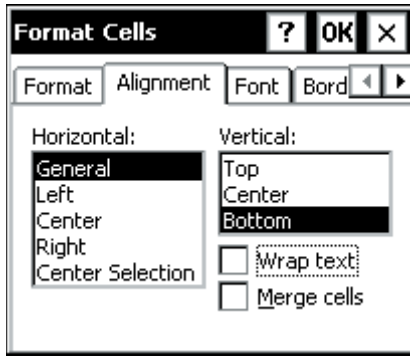 Format Cells ? OK ×
Format Alignment Font Bord
Horizontal:
General
Left
Center
Right
Center Selection
Vertical:
Top
Center
Bottom
Wrap text
Merge cells